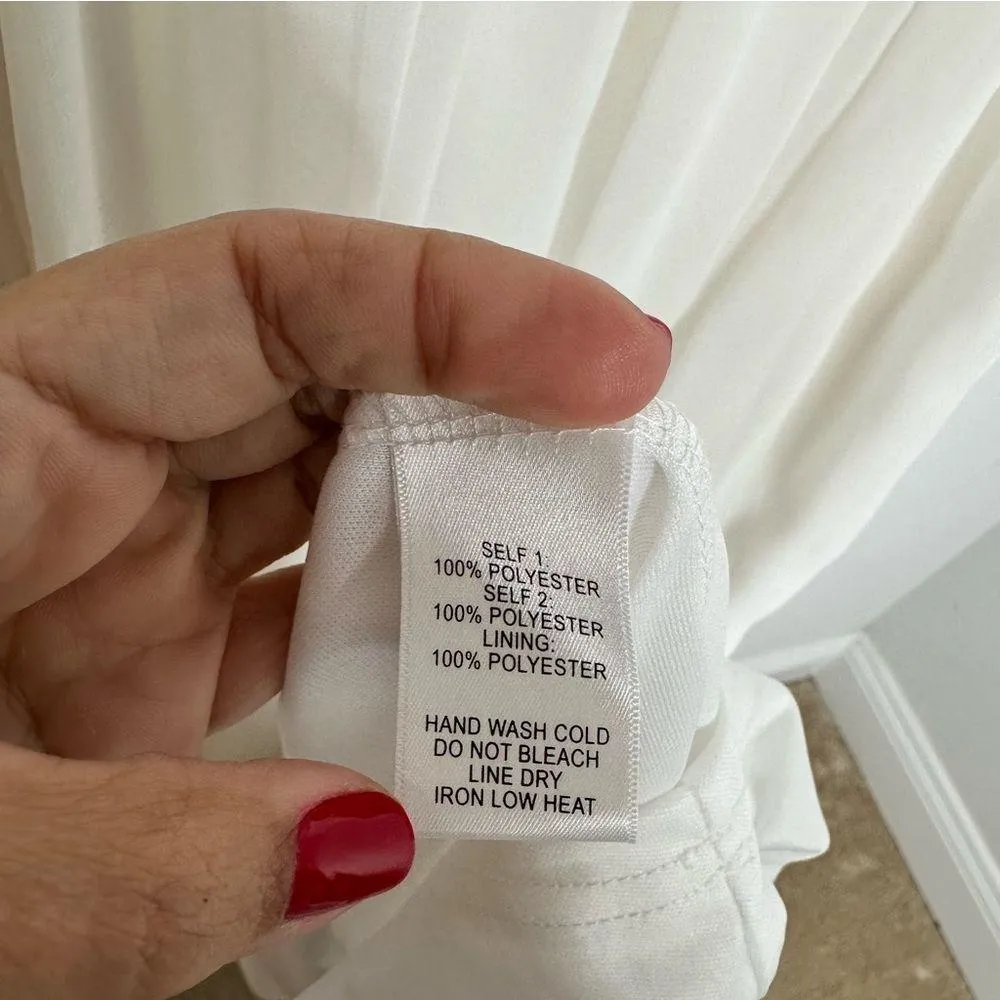 SELF 1:
100% POLYESTER
SELF 2:
100% POLYESTER
LINING:
100% POLYESTER
HAND WASH COLD
DO NOT BLEACH
LINE DRY
IRON LOW HEAT